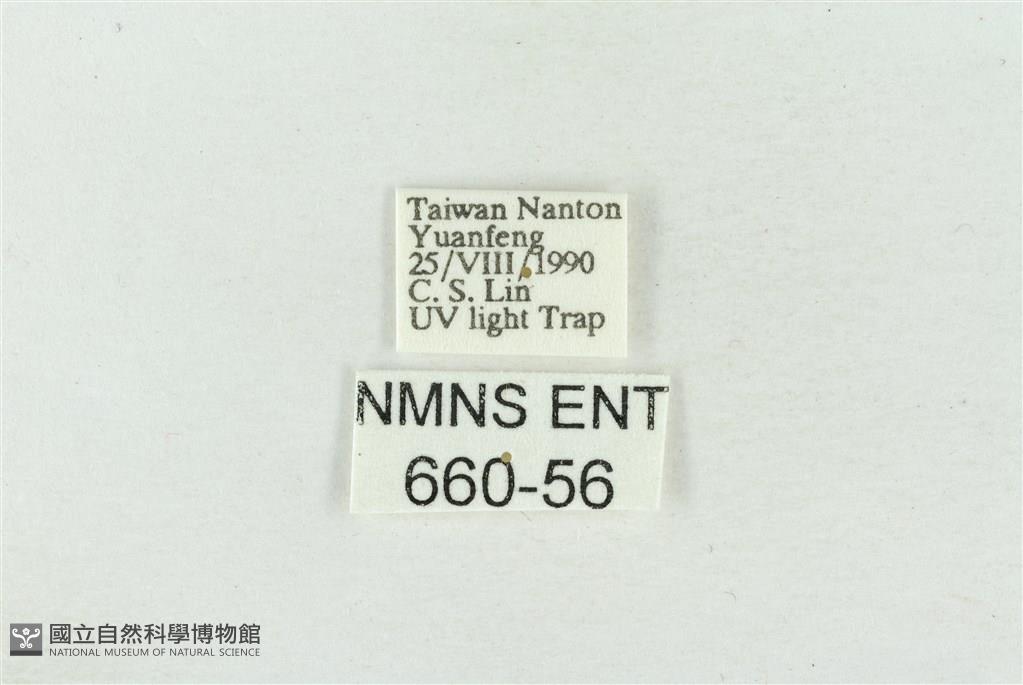 Taiwan Nanton
Yuanfeng
25/VIII/1990
C. S. Lin
UV light Trap
NMNS ENT
660-56
國立自然科學博物館
NATIONAL MUSEUM OF NATURAL SCIENCE